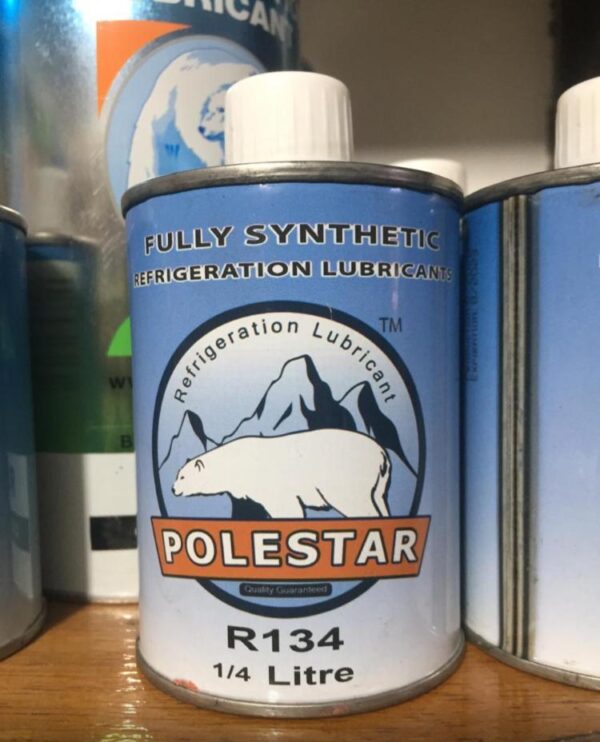 FULLY SYNTHETIC
REFRIGERATION LUBRICANTS
Refrigeration Lubricant
TM
POLESTAR
Quality Guaranteed
R134
1/4 Litre